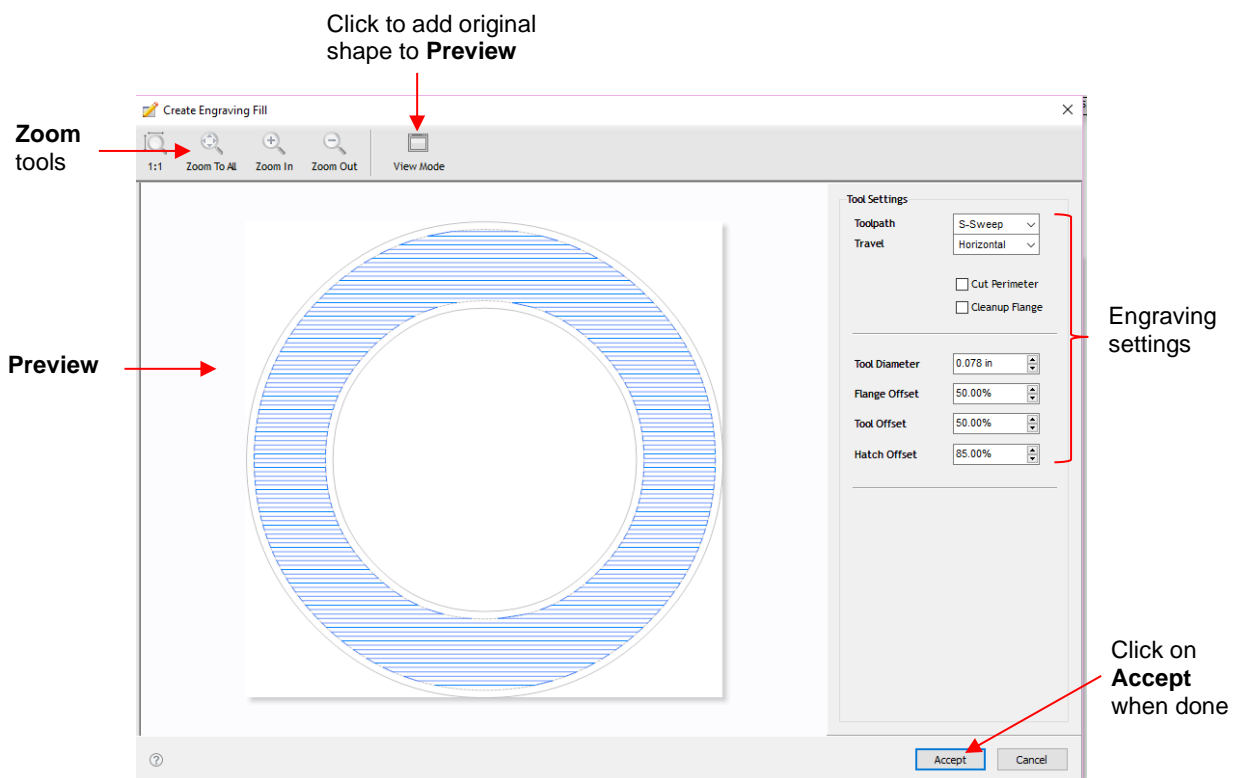 Click to add original
shape to Preview
Create Engraving Fill
Zoom
tools
1:1
Zoom To All
Zoom In
Zoom Out
View Mode
Tool Settings
Toolpath
S-Sweep
Travel
Horizontal
Cut Perimeter
Cleanup Flange
Engraving
settings
Preview
Tool Diameter
0.078 in
Flange Offset
50.00%
Tool Offset
50.00%
Hatch Offset
85.00%
Click on
Accept
when done
?
Accept
Cancel